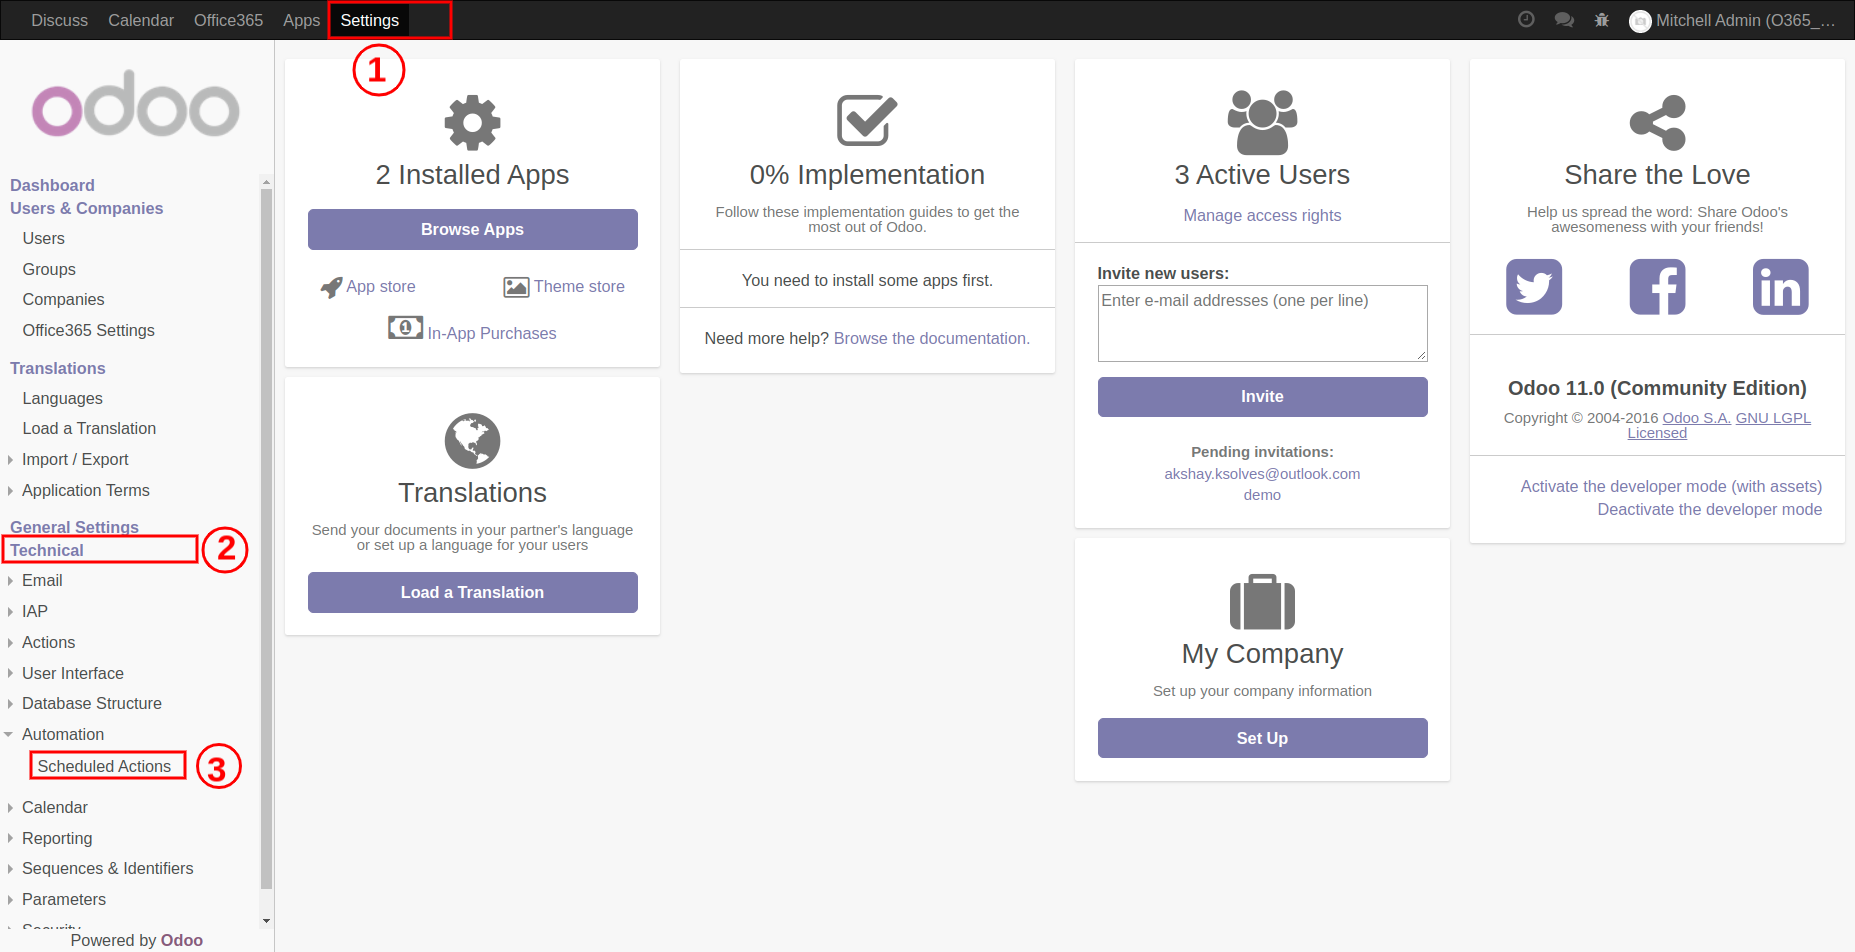 Discuss Calendar Office365 Apps Settings Mitchell Admin (O365_...
1
odoo
Dashboard
Users & Companies
Users
Groups
Companies
Office365 Settings
Translations
Languages
Load a Translation
Import / Export
Application Terms
General Settings
Technical
2
Email
IAP
Actions
User Interface
Database Structure
Automation
Scheduled Actions
3
Calendar
Reporting
Sequences & Identifiers
Parameters
Security
Powered by Odoo
2 Installed Apps
Browse Apps
App store Theme store
1 In-App Purchases
Translations
Send your documents in your partner's language
or set up a language for your users
Load a Translation
0% Implementation
Follow these implementation guides to get the
most out of Odoo.
You need to install some apps first.
Need more help? Browse the documentation.
3 Active Users
Manage access rights
Invite new users:
Enter e-mail addresses (one per line)
Invite
Pending invitations:
akshay.ksolves@outlook.com
demo
My Company
Set up your company information
Set Up
Share the Love
Help us spread the word: Share Odoo's
awesomeness with your friends!
f in
Odoo 11.0 (Community Edition)
Copyright © 2004-2016 Odoo S.A. GNU LGPL
Licensed
Activate the developer mode (with assets)
Deactivate the developer mode